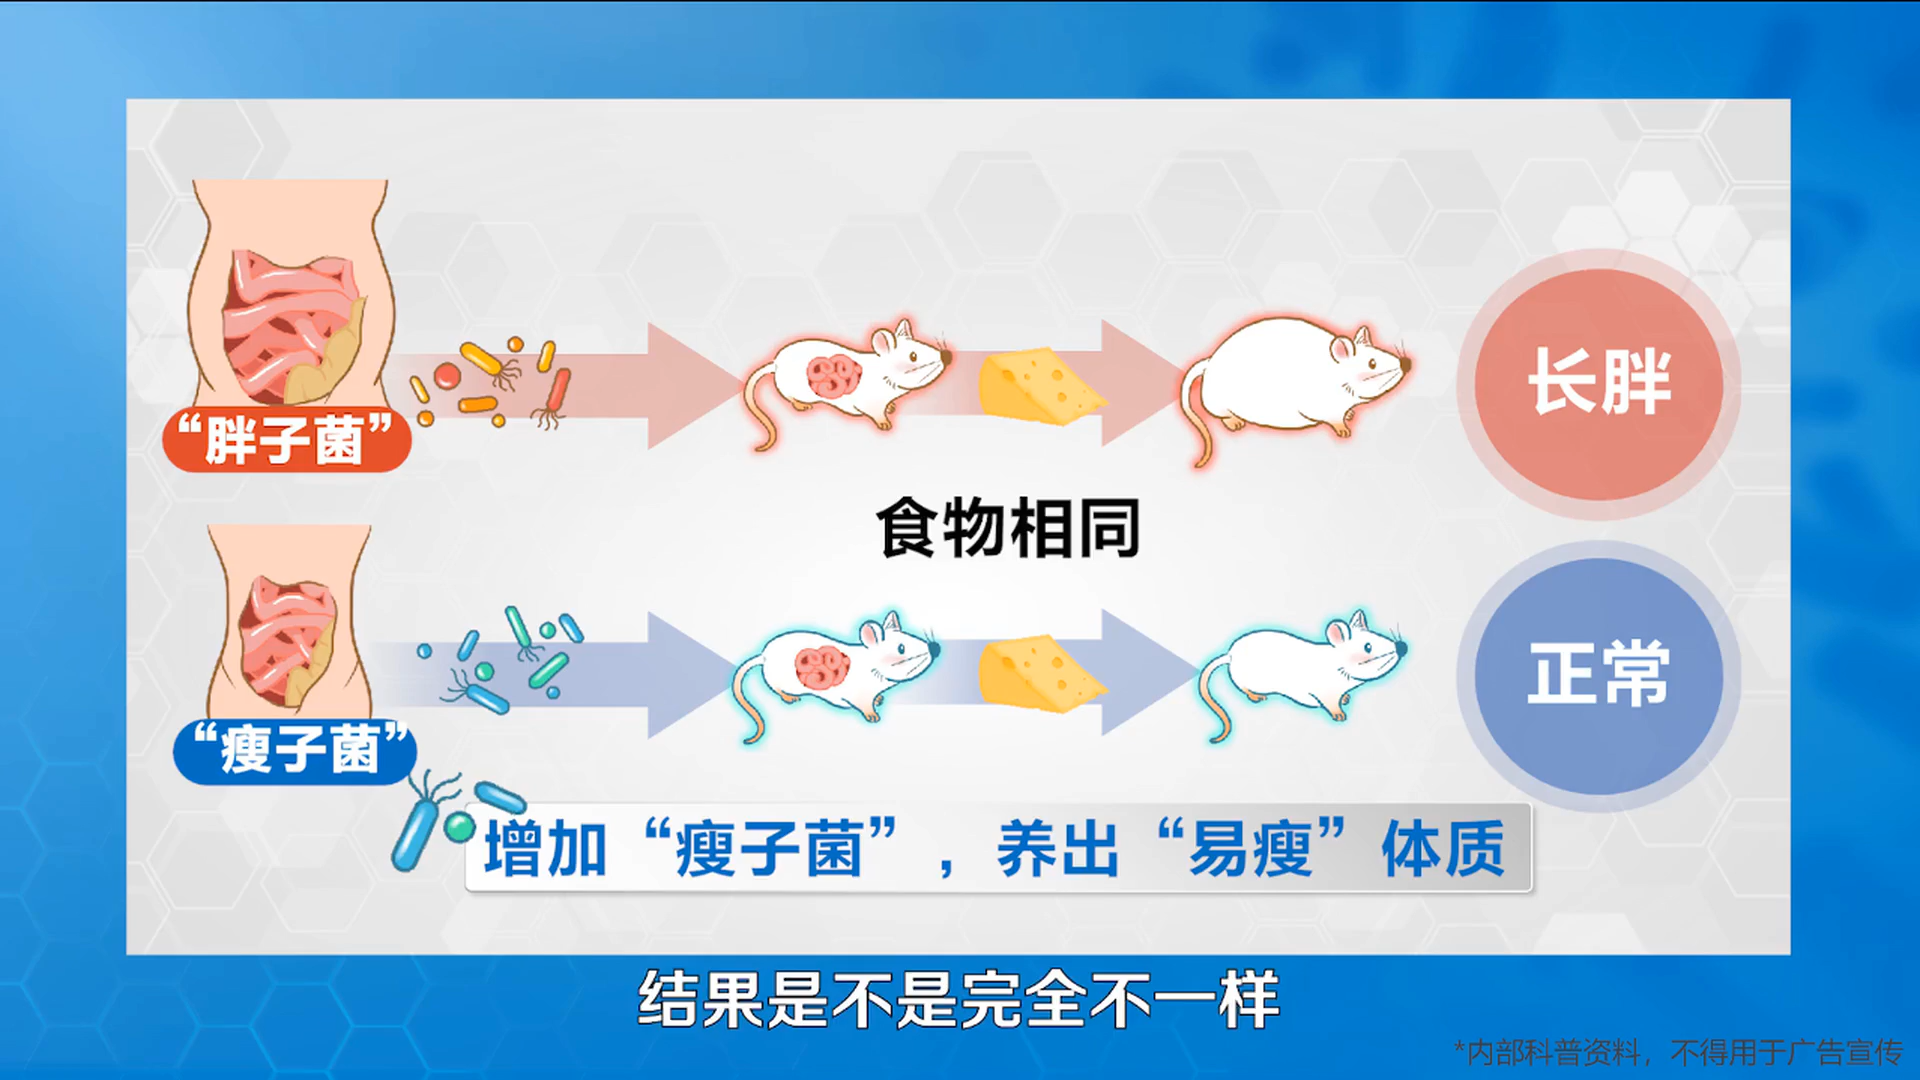 “胖子菌”
长胖
食物相同
正常
“瘦子菌”
增加“瘦子菌”，养出“易瘦”体质
结果是不是完全不一样
*内部科普资料，不得用于广告宣传